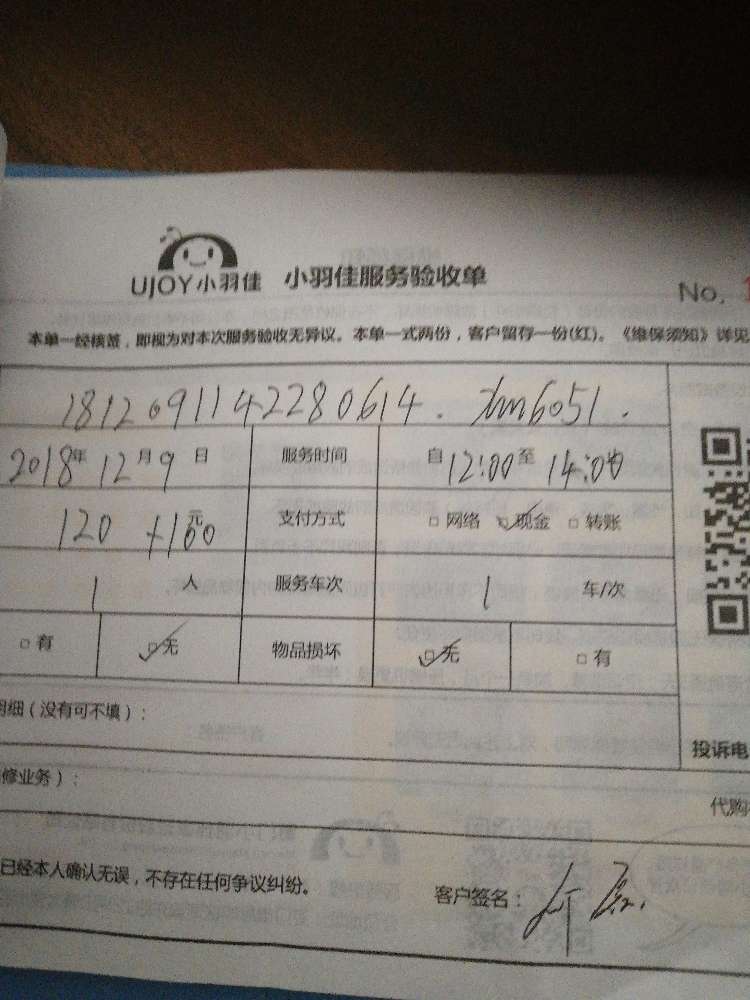 UJOY小羽佳 小羽佳服务验收单
No.
本单一经核签，即视为对本次服务验收无异议。本单一式两份，客户留存一份(红)。《维保须知》详见
1812091142280614. xm6051.
2018年12月9日 服务时间 自12:00至14:00
120+160元 支付方式 □网络 ☑现金 □转账
1人 服务车次 1 车/次
□有 ☑无 物品损坏 ☑无 □有
明细（没有可不填）：
投诉电
修业务）：
代购
已经本人确认无误，不存在任何争议纠纷。 客户签名：